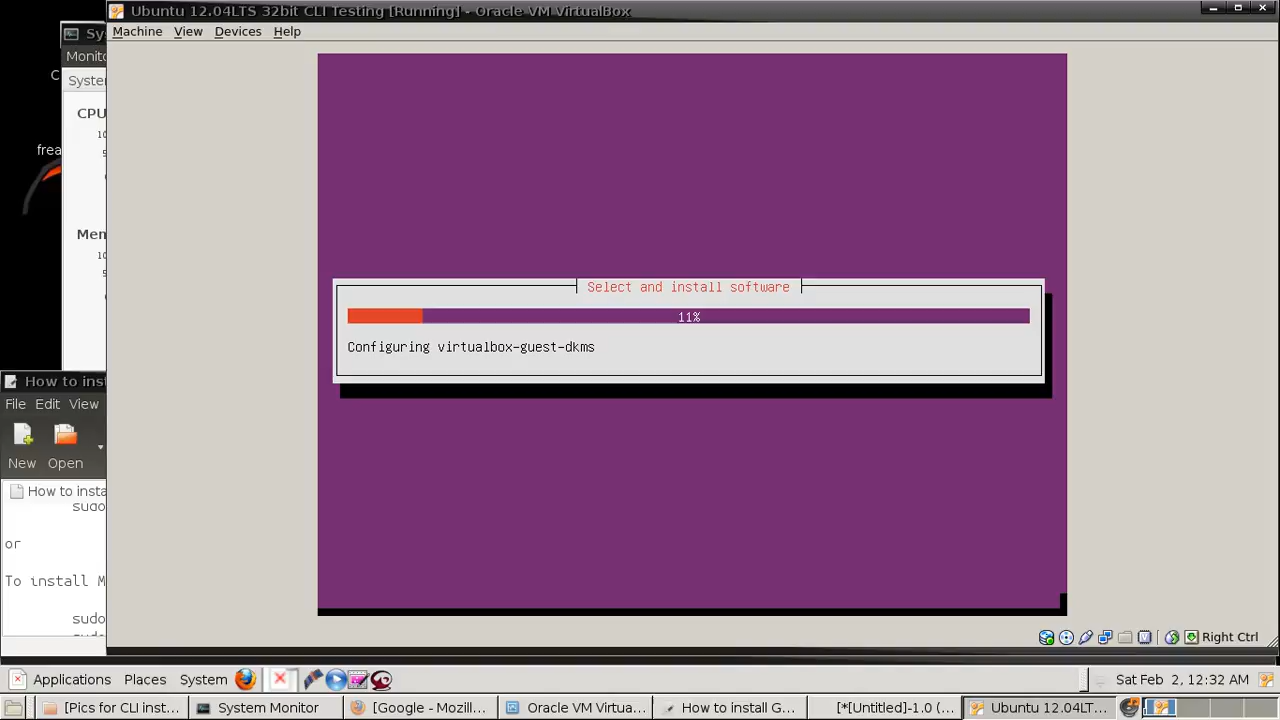 Ubuntu 12.04LTS 32bit CLI Testing [Running] - Oracle VM VirtualBox
Machine View Devices Help
Sys
Monito
System
CPU
Mem
frea
Select and install software
11%
Configuring virtualbox-guest-dkms
How to inst
File Edit View
New Open
How to insta
sudo
or
To install M
sudo
Right Ctrl
Applications Places System
Sat Feb 2, 12:32 AM
[Pics for CLI inst... System Monitor [Google - Mozill... Oracle VM Virtua... How to install G... [*[Untitled]-1.0 (... Ubuntu 12.04LT...